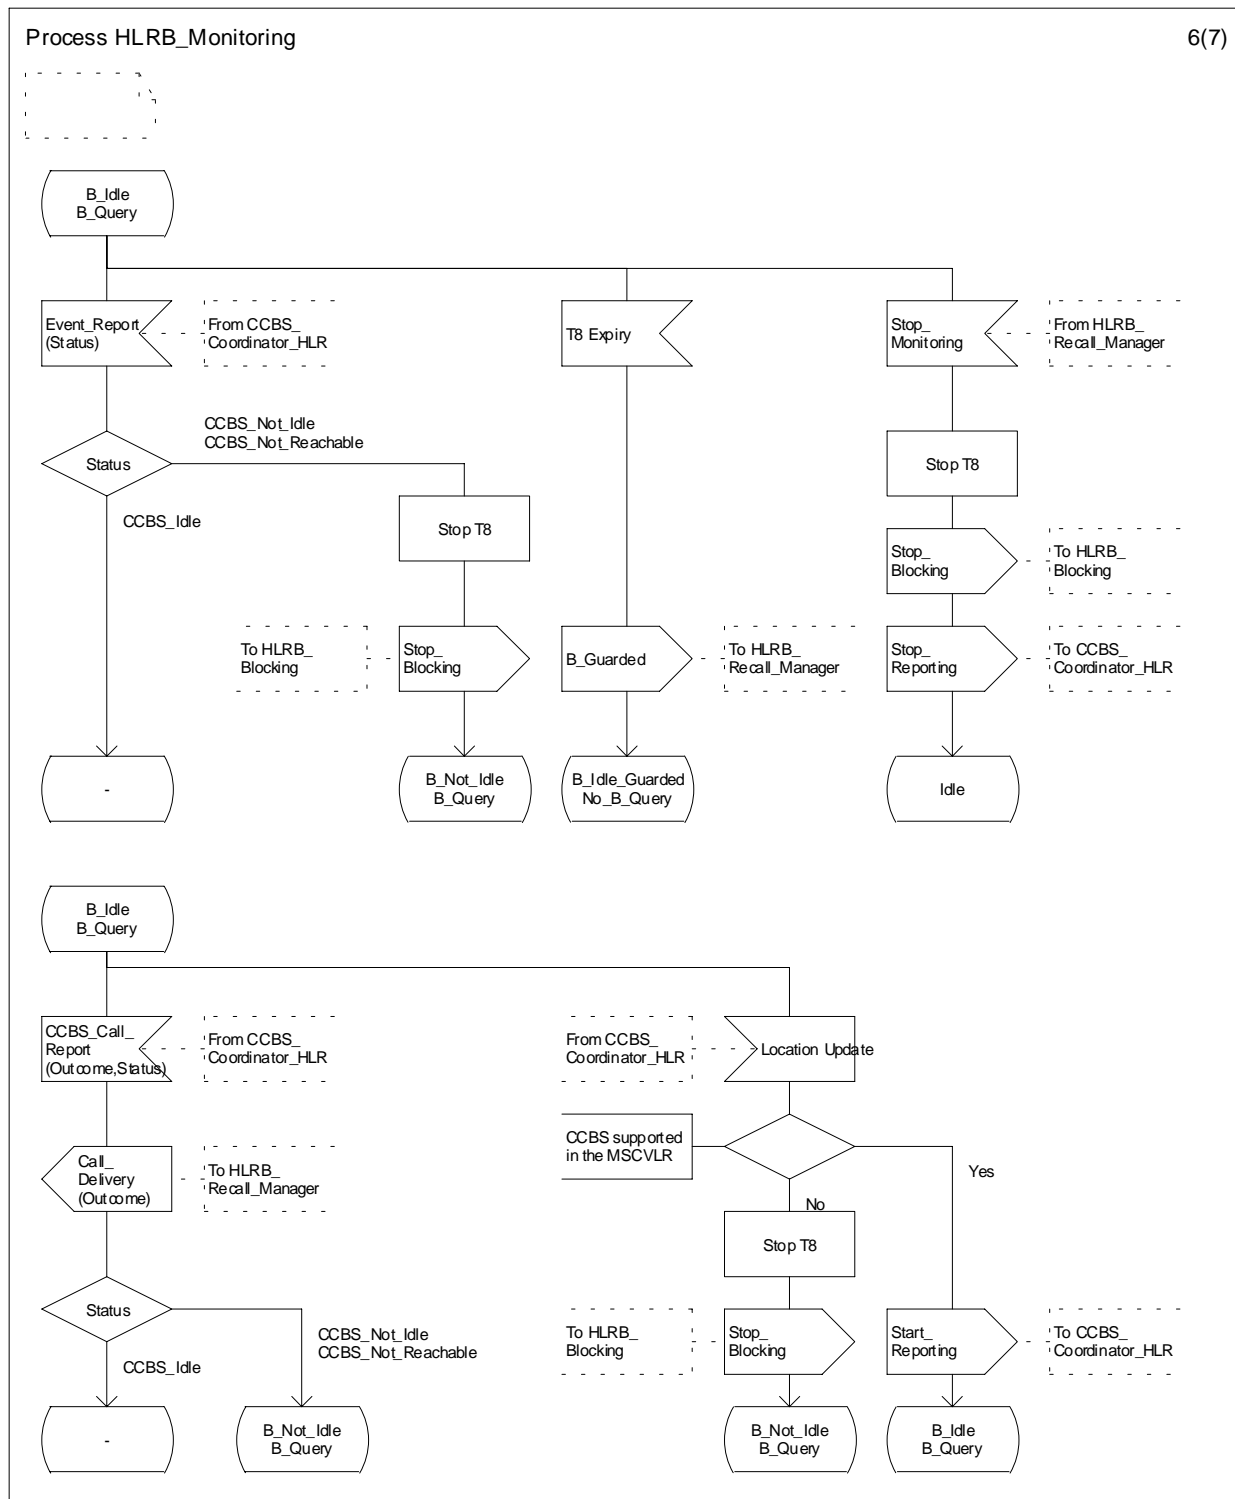 Process HLRB_Monitoring
6(7)
B_Idle
B_Query
Event_Report
(Status)
From CCBS_
Coordinator_HLR
T8 Expiry
Stop_
Monitoring
From HLRB_
Recall_Manager
CCBS_Not_Idle
CCBS_Not_Reachable
Status
Stop T8
CCBS_Idle
Stop T8
Stop_
Blocking
To HLRB_
Blocking
To HLRB_
Blocking
Stop_
Blocking
B_Guarded
To HLRB_
Recall_Manager
Stop_
Reporting
To CCBS_
Coordinator_HLR
-
B_Not_Idle
B_Query
B_Idle_Guarded
No_B_Query
Idle
B_Idle
B_Query
CCBS_Call_
Report
(Outcome,Status)
From CCBS_
Coordinator_HLR
From CCBS_
Coordinator_HLR
Location Update
CCBS supported
in the MSCVLR
Call_
Delivery
(Outcome)
To HLRB_
Recall_Manager
Yes
No
Stop T8
Status
CCBS_Not_Idle
CCBS_Not_Reachable
To HLRB_
Blocking
Stop_
Blocking
Start_
Reporting
To CCBS_
Coordinator_HLR
CCBS_Idle
-
B_Not_Idle
B_Query
B_Not_Idle
B_Query
B_Idle
B_Query